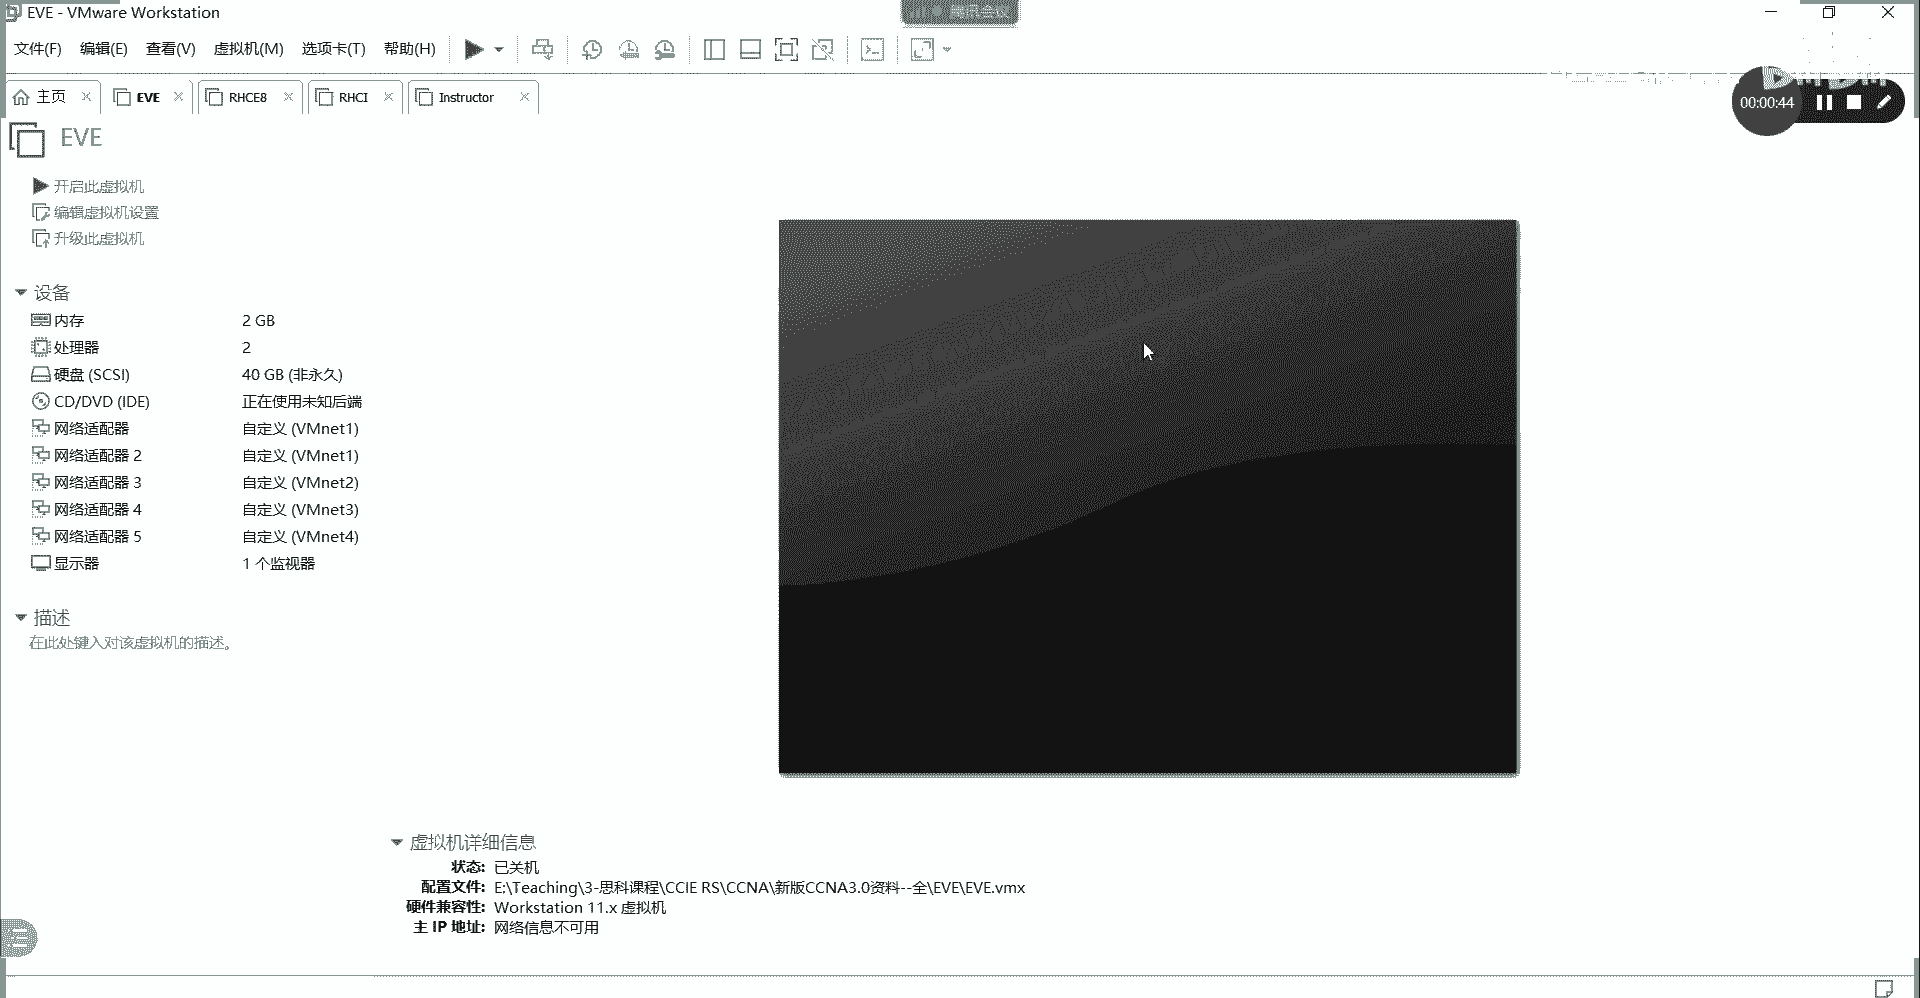 EVE - VMware Workstation
腾讯会议
文件(F) 编辑(E) 查看(V) 虚拟机(M) 选项卡(T) 帮助(H)
主页 EVE RHCE8 RHCI Instructor
00:00:44
EVE
开启此虚拟机
编辑虚拟机设置
升级此虚拟机
设备
内存 2 GB
处理器 2
硬盘 (SCSI) 40 GB (非永久)
CD/DVD (IDE) 正在使用未知后端
网络适配器 自定义 (VMnet1)
网络适配器 2 自定义 (VMnet1)
网络适配器 3 自定义 (VMnet2)
网络适配器 4 自定义 (VMnet3)
网络适配器 5 自定义 (VMnet4)
显示器 1 个监视器
描述
在此处键入对该虚拟机的描述。
虚拟机详细信息
状态: 已关机
配置文件: E:\Teaching\3-思科课程\CCIE RS\CCNA\新版CCNA3.0资料--全\EVE\EVE.vmx
硬件兼容性: Workstation 11.x 虚拟机
主 IP 地址: 网络信息不可用